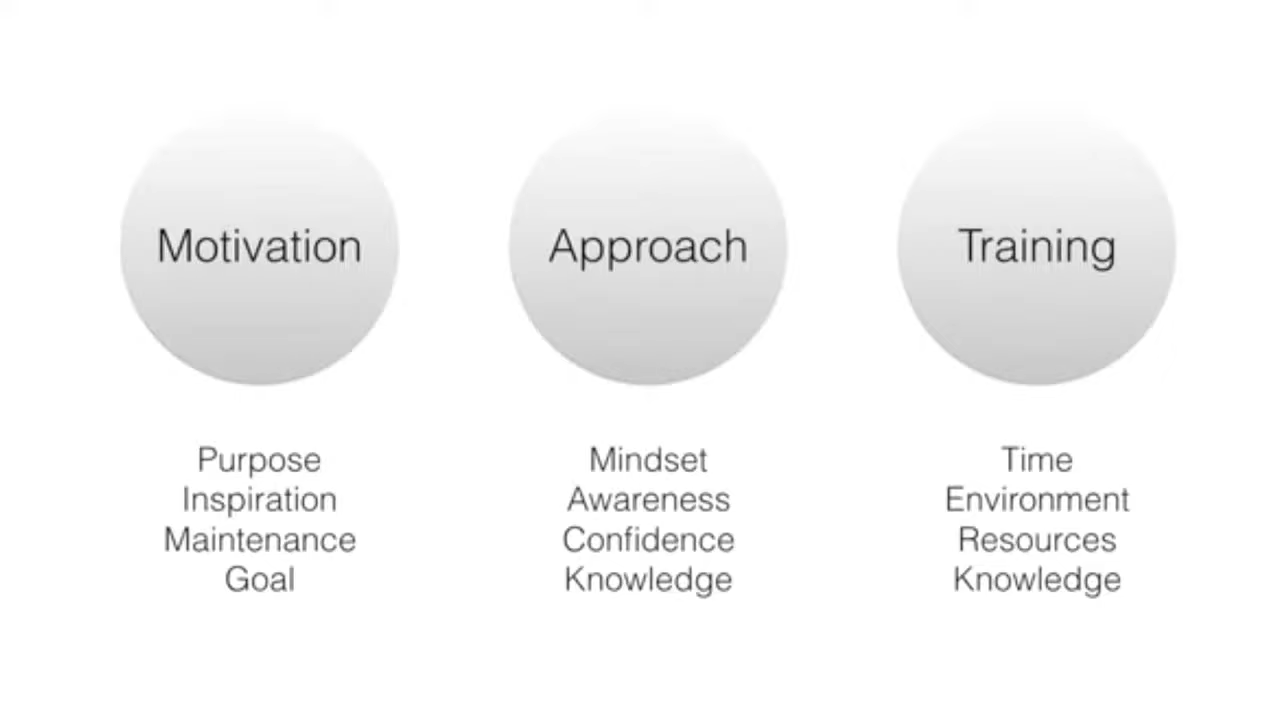 Motivation
Purpose
Inspiration
Maintenance
Goal
Approach
Mindset
Awareness
Confidence
Knowledge
Training
Time
Environment
Resources
Knowledge